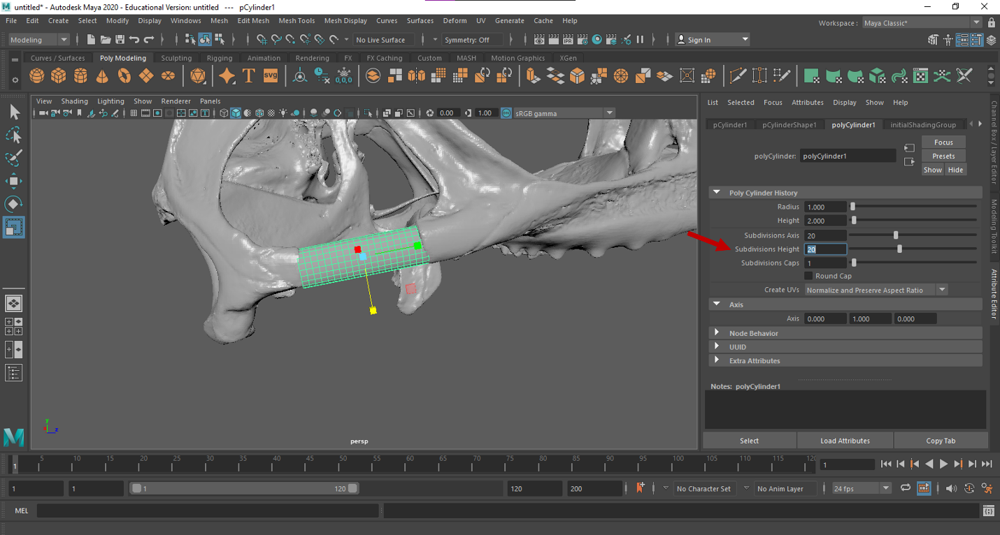 untitled* - Autodesk Maya 2020 - Educational Version: untitled --- pCylinder1
File Edit Create Select Modify Display Windows Mesh Edit Mesh Mesh Tools Mesh Display Curves Surfaces Deform UV Generate Cache Help
Workspace : Maya Classic*
Modeling No Live Surface Symmetry: Off IPR Sign In
Curves / Surfaces Poly Modeling Sculpting Rigging Animation Rendering FX FX Caching Custom MASH Motion Graphics XGen
T SVG 0,0,0
View Shading Lighting Show Renderer Panels
0.00 1.00 ON sRGB gamma
persp
y
z
List Selected Focus Attributes Display Show Help
pCylinder1 pCylinderShape1 polyCylinder1 initialShadingGroup
polyCylinder: polyCylinder1
Focus
Presets
Show Hide
Poly Cylinder History
Radius 1.000
Height 2.000
Subdivisions Axis 20
Subdivisions Height 20
Subdivisions Caps 1
Round Cap
Create UVs Normalize and Preserve Aspect Ratio
Axis
Axis 0.000 1.000 0.000
Node Behavior
UUID
Extra Attributes
Notes: polyCylinder1
Select Load Attributes Copy Tab
Channel Box / Layer Editor
Modeling Toolkit
Attribute Editor
1 5 10 15 20 25 30 35 40 45 50 55 60 65 70 75 80 85 90 95 100 105 110 115 12
1
1 1 1 120 120 200 No Character Set No Anim Layer 24 fps
MEL